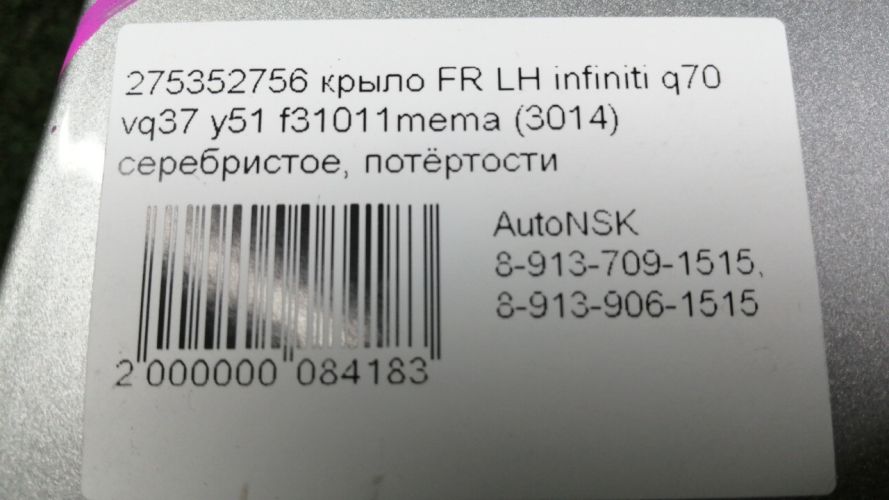 275352756 крыло FR LH infiniti q70
vq37 y51 f31011mema (3014)
серебристое, потёртости
AutoNSK
8-913-709-1515,
8-913-906-1515
2 000000 084183